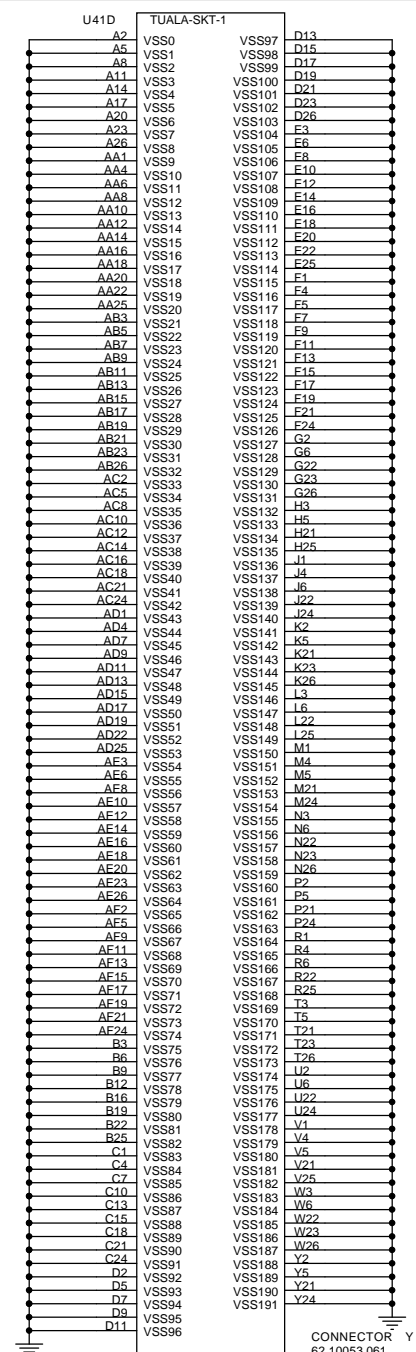 U41D TUALA-SKT-1
A2 VSS0 VSS97 D13
A5 VSS1 VSS98 D15
A8 VSS2 VSS99 D17
A11 VSS3 VSS100 D19
A14 VSS4 VSS101 D21
A17 VSS5 VSS102 D23
A20 VSS6 VSS103 D26
A23 VSS7 VSS104 E3
A26 VSS8 VSS105 E6
AA1 VSS9 VSS106 E8
AA4 VSS10 VSS107 E10
AA6 VSS11 VSS108 E12
AA8 VSS12 VSS109 E14
AA10 VSS13 VSS110 E16
AA12 VSS14 VSS111 E18
AA14 VSS15 VSS112 E20
AA16 VSS16 VSS113 E22
AA18 VSS17 VSS114 E25
AA20 VSS18 VSS115 F1
AA22 VSS19 VSS116 F4
AA25 VSS20 VSS117 F5
AB3 VSS21 VSS118 F7
AB5 VSS22 VSS119 F9
AB7 VSS23 VSS120 F11
AB9 VSS24 VSS121 F13
AB11 VSS25 VSS122 F15
AB13 VSS26 VSS123 F17
AB15 VSS27 VSS124 F19
AB17 VSS28 VSS125 F21
AB19 VSS29 VSS126 F24
AB21 VSS30 VSS127 G2
AB23 VSS31 VSS128 G6
AB26 VSS32 VSS129 G22
AC2 VSS33 VSS130 G23
AC5 VSS34 VSS131 G26
AC8 VSS35 VSS132 H3
AC10 VSS36 VSS133 H5
AC12 VSS37 VSS134 H21
AC14 VSS38 VSS135 H25
AC16 VSS39 VSS136 J1
AC18 VSS40 VSS137 J4
AC21 VSS41 VSS138 J6
AC24 VSS42 VSS139 J22
AD1 VSS43 VSS140 J24
AD4 VSS44 VSS141 K2
AD7 VSS45 VSS142 K5
AD9 VSS46 VSS143 K21
AD11 VSS47 VSS144 K23
AD13 VSS48 VSS145 K26
AD15 VSS49 VSS146 L3
AD17 VSS50 VSS147 L6
AD19 VSS51 VSS148 L22
AD22 VSS52 VSS149 L25
AD25 VSS53 VSS150 M1
AE3 VSS54 VSS151 M4
AE6 VSS55 VSS152 M5
AE8 VSS56 VSS153 M21
AE10 VSS57 VSS154 M24
AE12 VSS58 VSS155 N3
AE14 VSS59 VSS156 N6
AE16 VSS60 VSS157 N22
AE18 VSS61 VSS158 N23
AE20 VSS62 VSS159 N26
AE23 VSS63 VSS160 P2
AE26 VSS64 VSS161 P5
AF2 VSS65 VSS162 P21
AF5 VSS66 VSS163 P24
AF9 VSS67 VSS164 R1
AF11 VSS68 VSS165 R4
AF13 VSS69 VSS166 R6
AF15 VSS70 VSS167 R22
AF17 VSS71 VSS168 R25
AF19 VSS72 VSS169 T3
AF21 VSS73 VSS170 T5
AF24 VSS74 VSS171 T21
B3 VSS75 VSS172 T23
B6 VSS76 VSS173 T26
B9 VSS77 VSS174 U2
B12 VSS78 VSS175 U6
B16 VSS79 VSS176 U22
B19 VSS80 VSS177 U24
B22 VSS81 VSS178 V1
B25 VSS82 VSS179 V4
C1 VSS83 VSS180 V5
C4 VSS84 VSS181 V21
C7 VSS85 VSS182 V25
C10 VSS86 VSS183 W3
C13 VSS87 VSS184 W6
C15 VSS88 VSS185 W22
C18 VSS89 VSS186 W23
C21 VSS90 VSS187 W26
C24 VSS91 VSS188 Y2
D2 VSS92 VSS189 Y5
D5 VSS93 VSS190 Y21
D7 VSS94 VSS191 Y24
D9 VSS95
D11 VSS96
CONNECTOR Y
62.10053.061